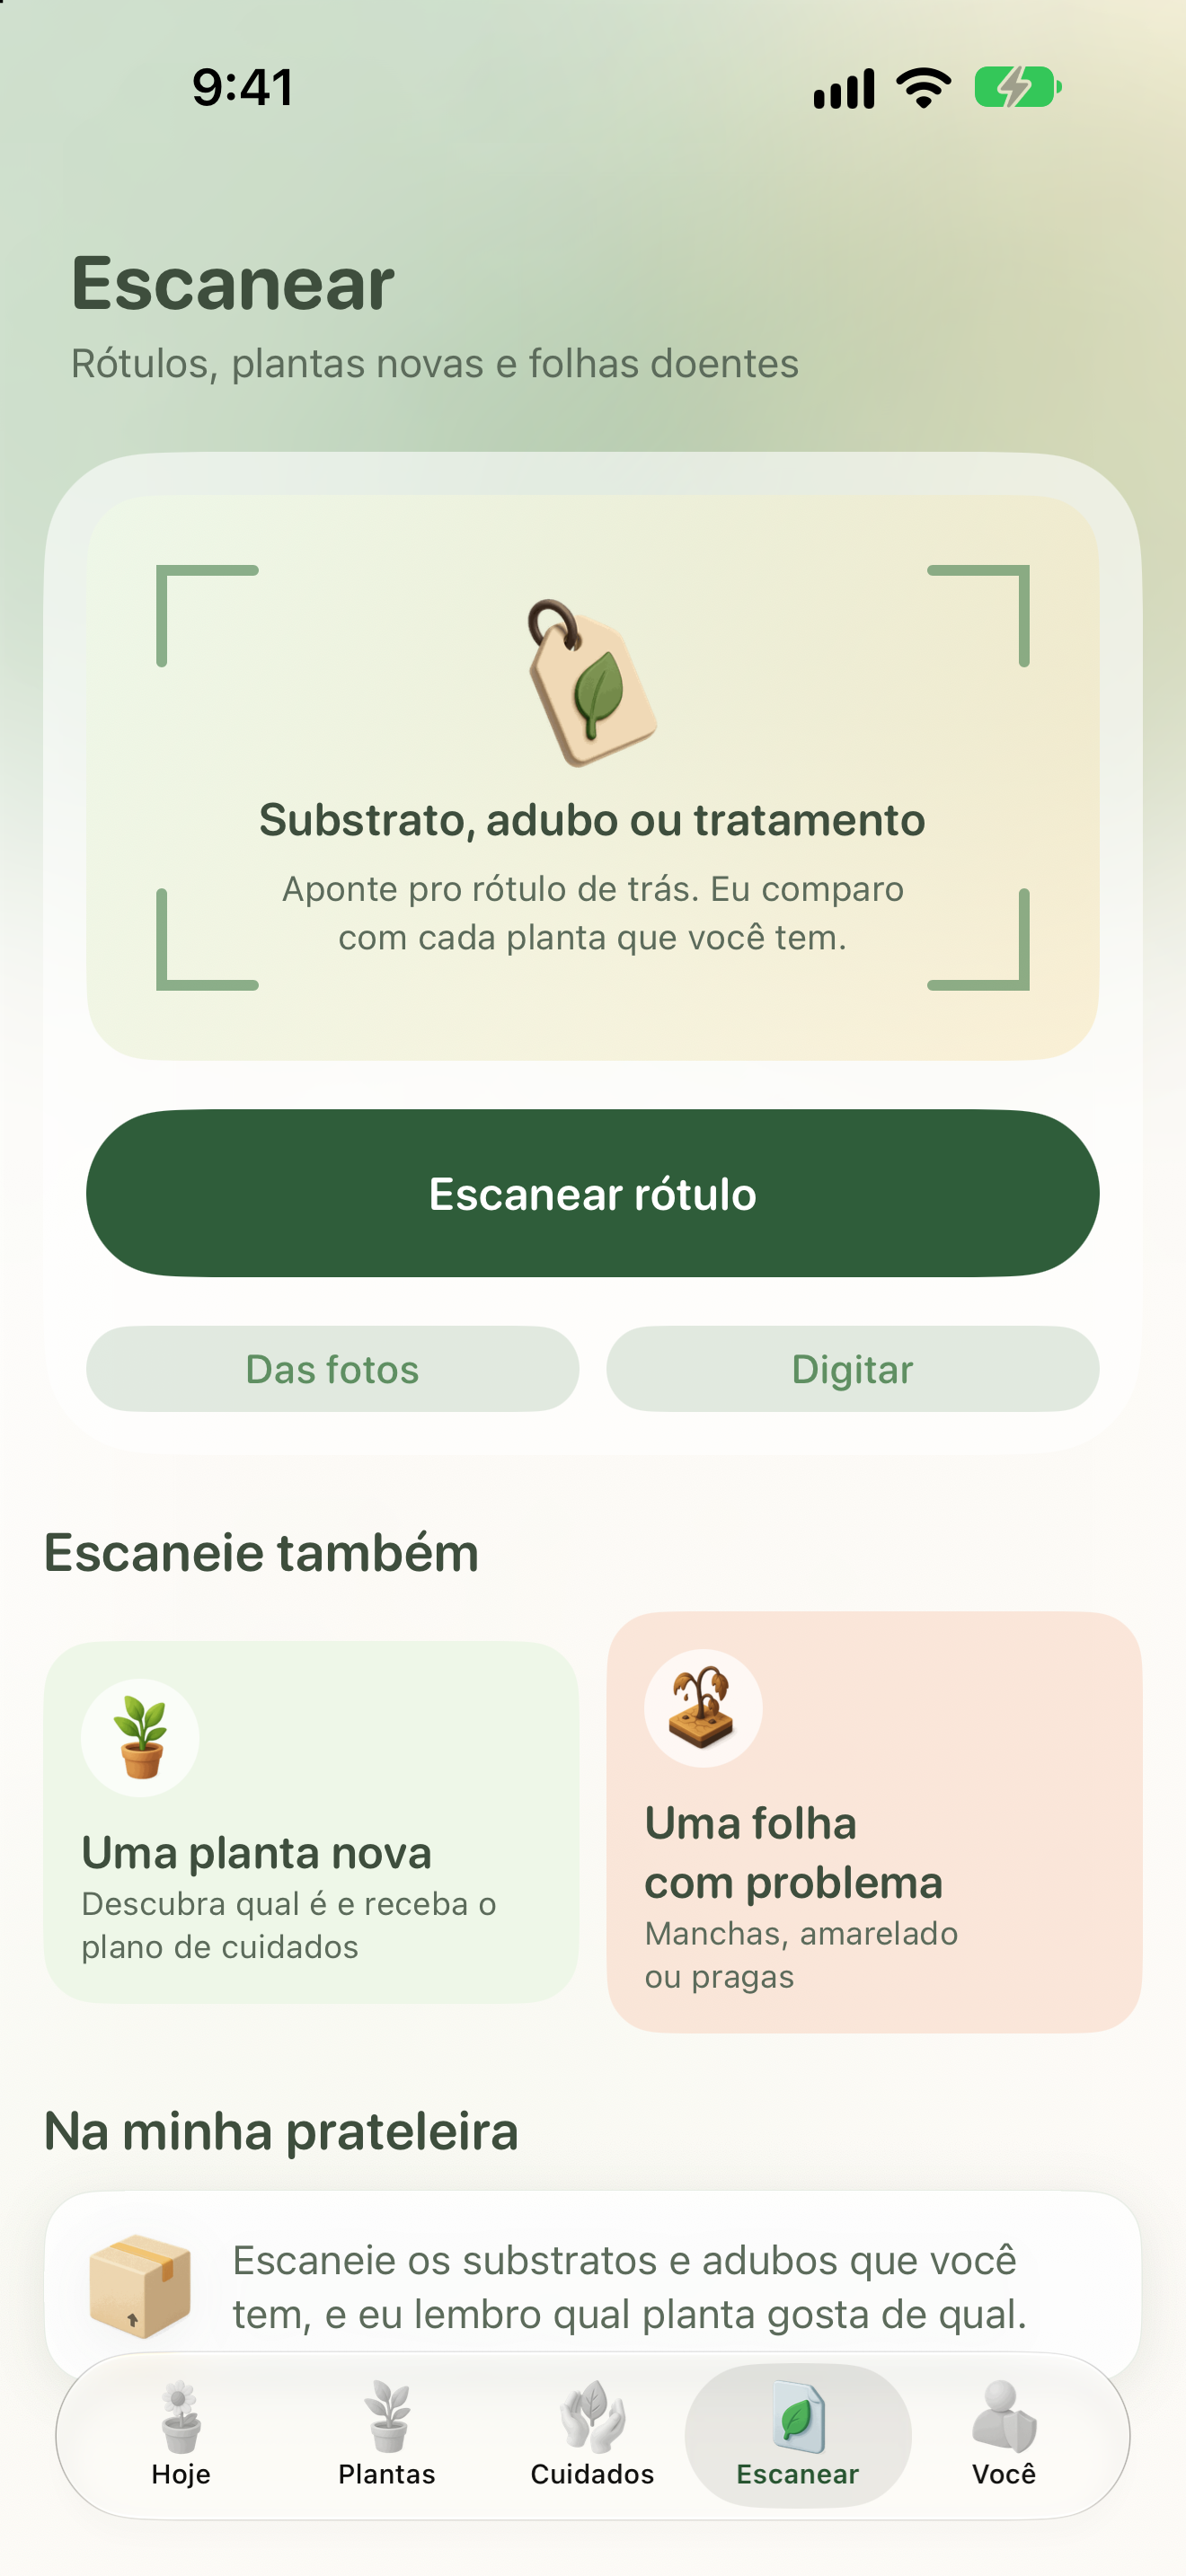 9:41
Escanear
Rótulos, plantas novas e folhas doentes
Substrato, adubo ou tratamento
Aponte pro rótulo de trás. Eu comparo
com cada planta que você tem.
Escanear rótulo
Das fotos
Digitar
Escaneie também
Uma planta nova
Descubra qual é e receba o
plano de cuidados
Uma folha
com problema
Manchas, amarelado
ou pragas
Na minha prateleira
Escaneie os substratos e adubos que você
tem, e eu lembro qual planta gosta de qual.
Hoje
Plantas
Cuidados
Escanear
Você